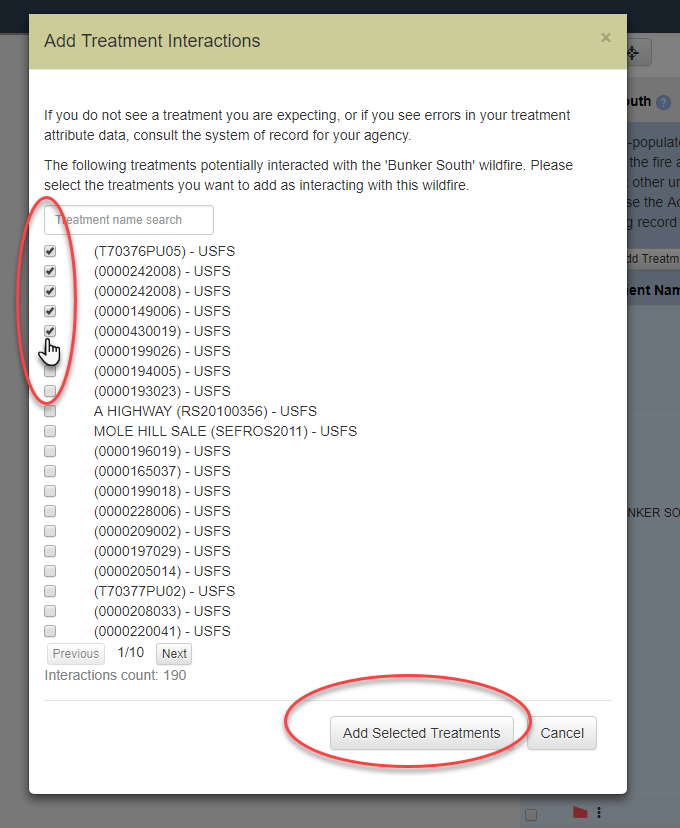 Add Treatment Interactions
×
If you do not see a treatment you are expecting, or if you see errors in your treatment
attribute data, consult the system of record for your agency.
The following treatments potentially interacted with the 'Bunker South' wildfire. Please
select the treatments you want to add as interacting with this wildfire.
Treatment name search
(T70376PU05) - USFS
(0000242008) - USFS
(0000242008) - USFS
(0000149006) - USFS
(0000430019) - USFS
(0000199026) - USFS
(0000194005) - USFS
(0000193023) - USFS
A HIGHWAY (RS20100356) - USFS
MOLE HILL SALE (SEFROS2011) - USFS
(0000196019) - USFS
(0000165037) - USFS
(0000199018) - USFS
(0000228006) - USFS
(0000209002) - USFS
(0000197029) - USFS
(0000205014) - USFS
(T70377PU02) - USFS
(0000208033) - USFS
(0000220041) - USFS
Previous 1/10 Next
Interactions count: 190
Add Selected Treatments Cancel
uth ?
-populate
the fire a
other un
se the Ad
g record
dd Treatm
ent Nam
NKER SO